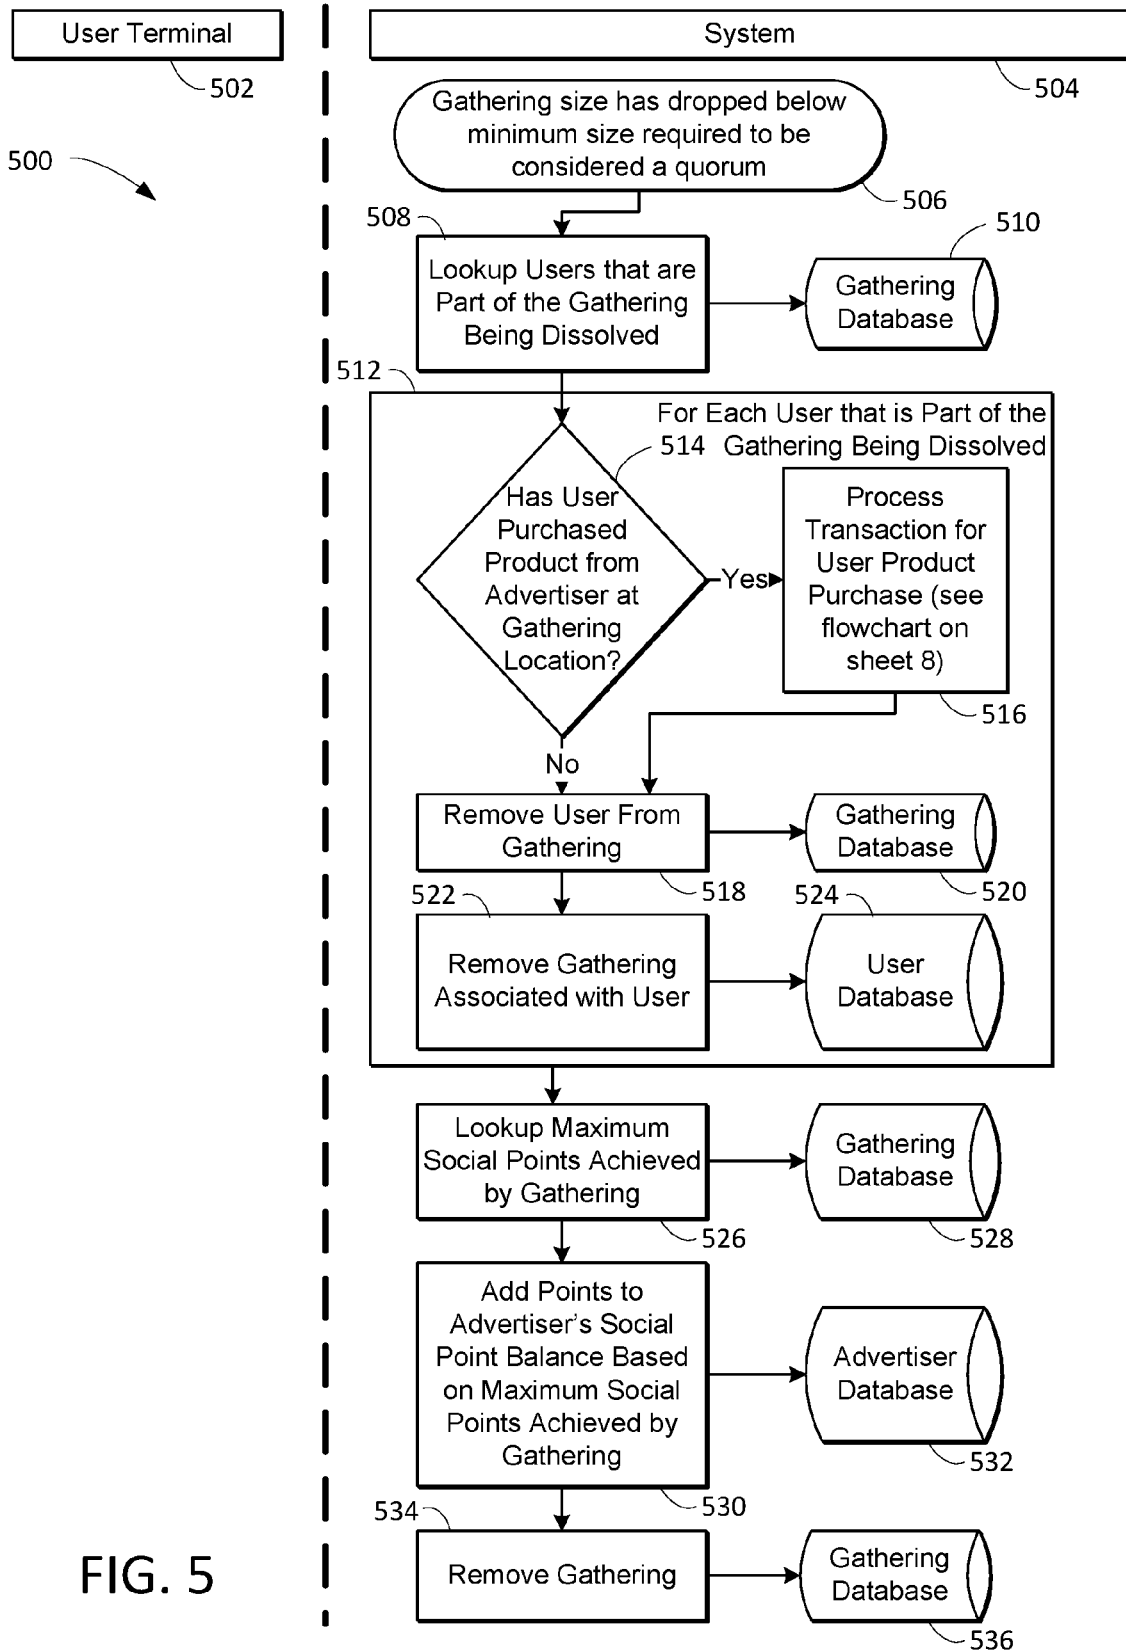 User Terminal
502
System
504
500
Gathering size has dropped below
minimum size required to be
considered a quorum
506
508
Lookup Users that are
Part of the Gathering
Being Dissolved
510
Gathering
Database
512
For Each User that is Part of the
Gathering Being Dissolved
514
Has User
Purchased
Product from
Advertiser at
Gathering
Location?
Yes
Process
Transaction for
User Product
Purchase (see
flowchart on
sheet 8)
516
No
Remove User From
Gathering
518
Gathering
Database
520
522
Remove Gathering
Associated with User
524
User
Database
Lookup Maximum
Social Points Achieved
by Gathering
526
Gathering
Database
528
Add Points to
Advertiser's Social
Point Balance Based
on Maximum Social
Points Achieved by
Gathering
530
Advertiser
Database
532
534
Remove Gathering
Gathering
Database
536
FIG. 5